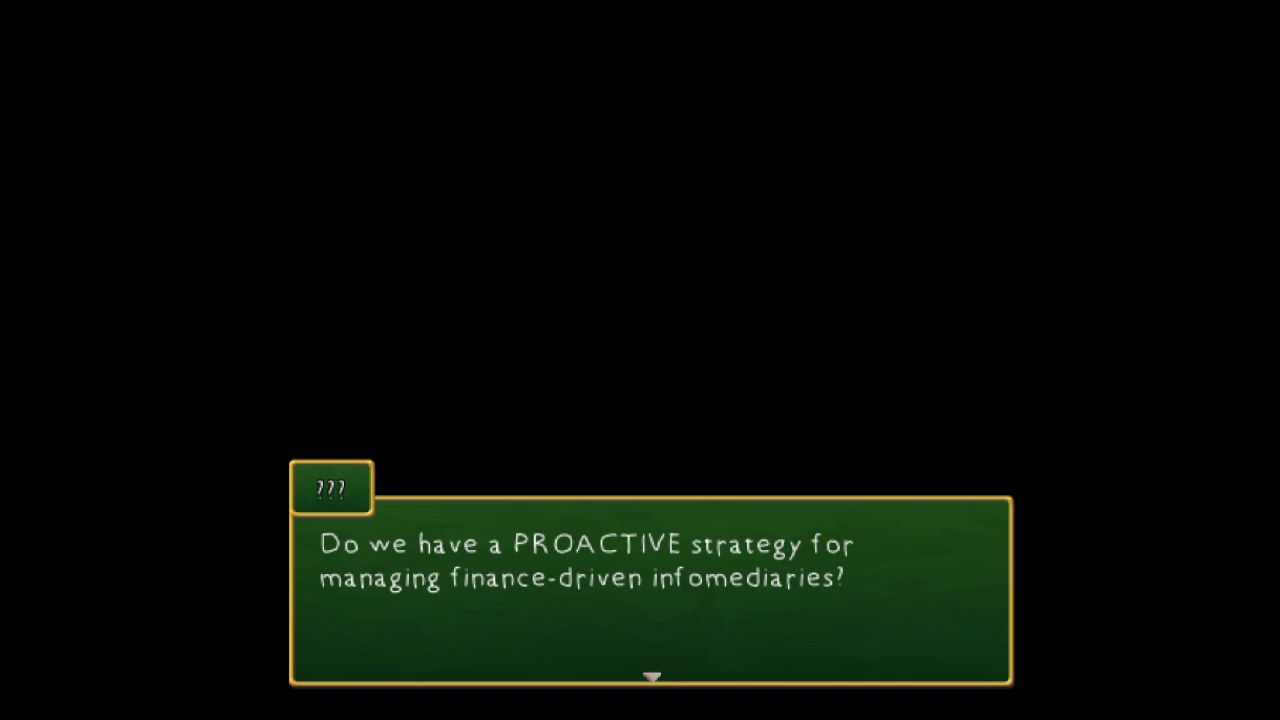 ???
Do we have a PROACTIVE strategy for
managing finance-driven infomediaries?